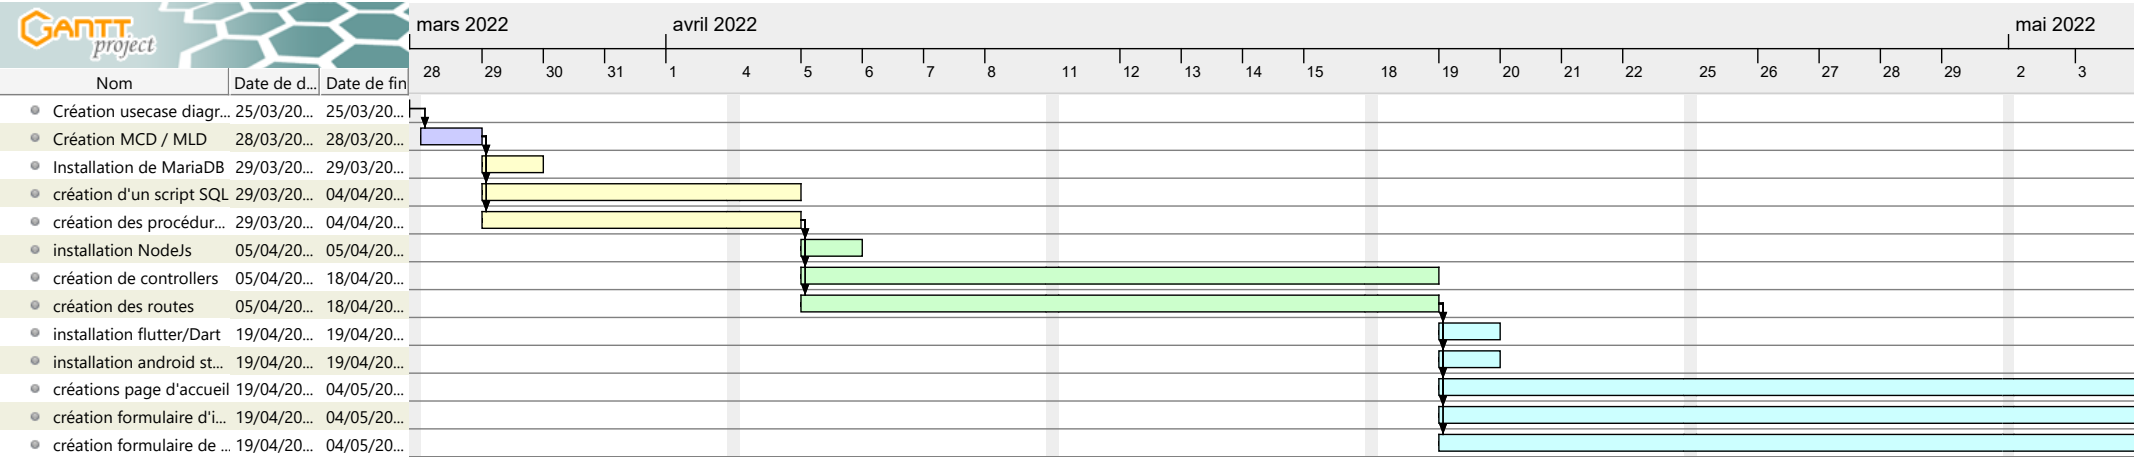 GANTT
project
mars 2022 avril 2022 mai 2022
28 29 30 31 1 4 5 6 7 8 11 12 13 14 15 18 19 20 21 22 25 26 27 28 29 2 3
Nom Date de d... Date de fin
Création usecase diagr... 25/03/20... 25/03/20...
Création MCD / MLD 28/03/20... 28/03/20...
Installation de MariaDB 29/03/20... 29/03/20...
création d'un script SQL 29/03/20... 04/04/20...
création des procédur... 29/03/20... 04/04/20...
installation NodeJs 05/04/20... 05/04/20...
création de controllers 05/04/20... 18/04/20...
création des routes 05/04/20... 18/04/20...
installation flutter/Dart 19/04/20... 19/04/20...
installation android st... 19/04/20... 19/04/20...
créations page d'accueil 19/04/20... 04/05/20...
création formulaire d'i... 19/04/20... 04/05/20...
création formulaire de ... 19/04/20... 04/05/20...